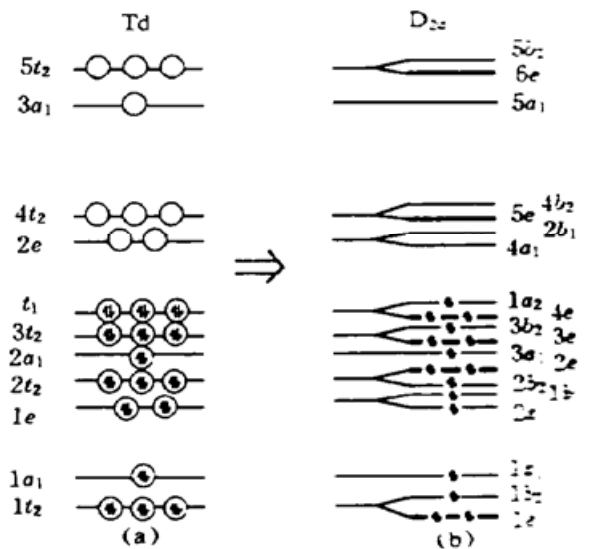 Td
5t₂
3a₁
4t₂
2e
t₁
3t₂
2a₁
2t₂
1e
1a₁
1t₂
(a)
5b₂
6e
5a₁
5e 4b₂
2b₁
4a₁
1a₂ 4e
3b₂ 3e
3a₁ 2e
(b)